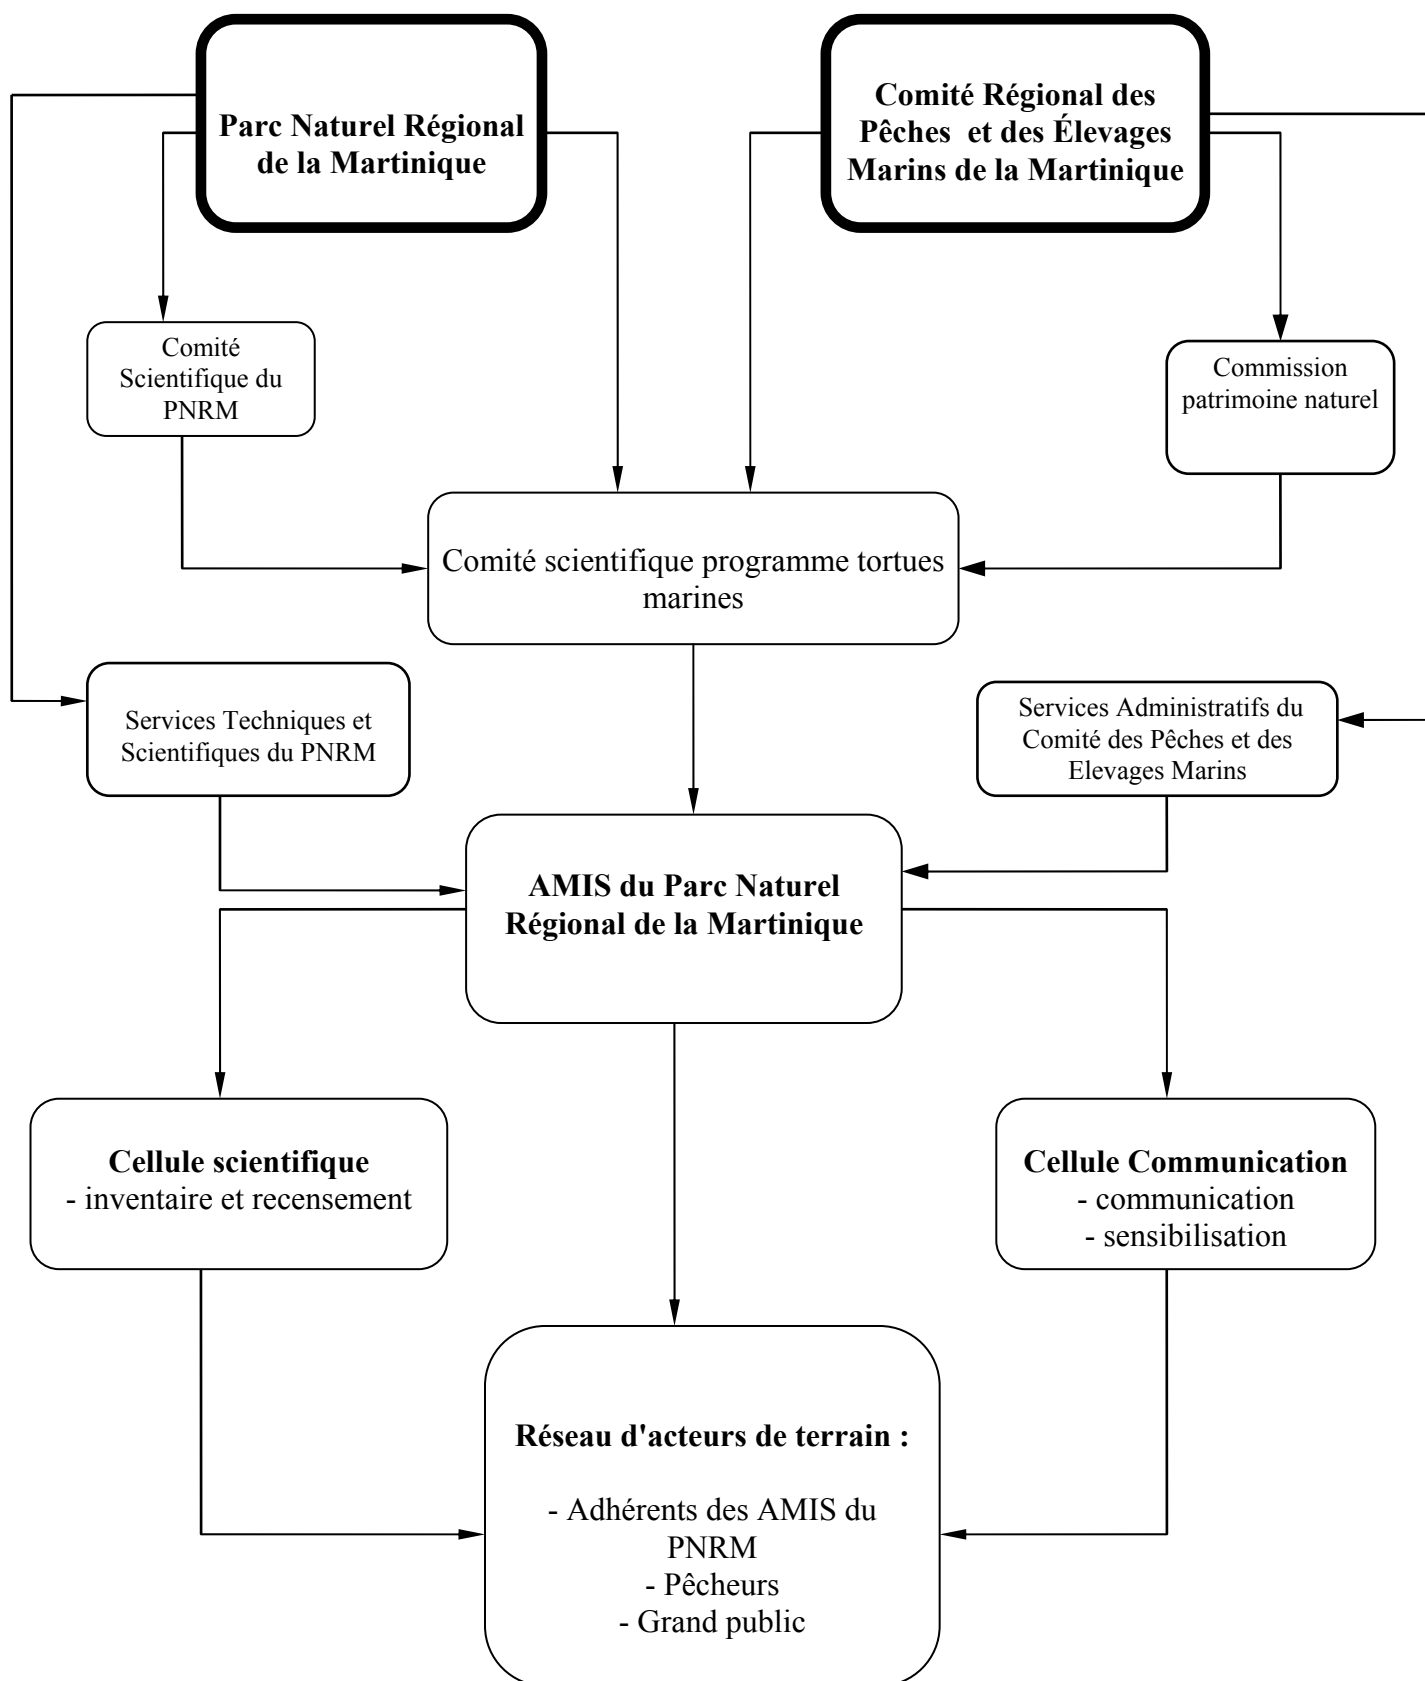 Parc Naturel Régional
de la Martinique
Comité Régional des
Pêches et des Élevages
Marins de la Martinique
Comité
Scientifique du
PNRM
Commission
patrimoine naturel
Comité scientifique programme tortues
marines
Services Techniques et
Scientifiques du PNRM
Services Administratifs du
Comité des Pêches et des
Elevages Marins
AMIS du Parc Naturel
Régional de la Martinique
Cellule scientifique
- inventaire et recensement
Cellule Communication
- communication
- sensibilisation
Réseau d'acteurs de terrain :
- Adhérents des AMIS du
PNRM
- Pêcheurs
- Grand public